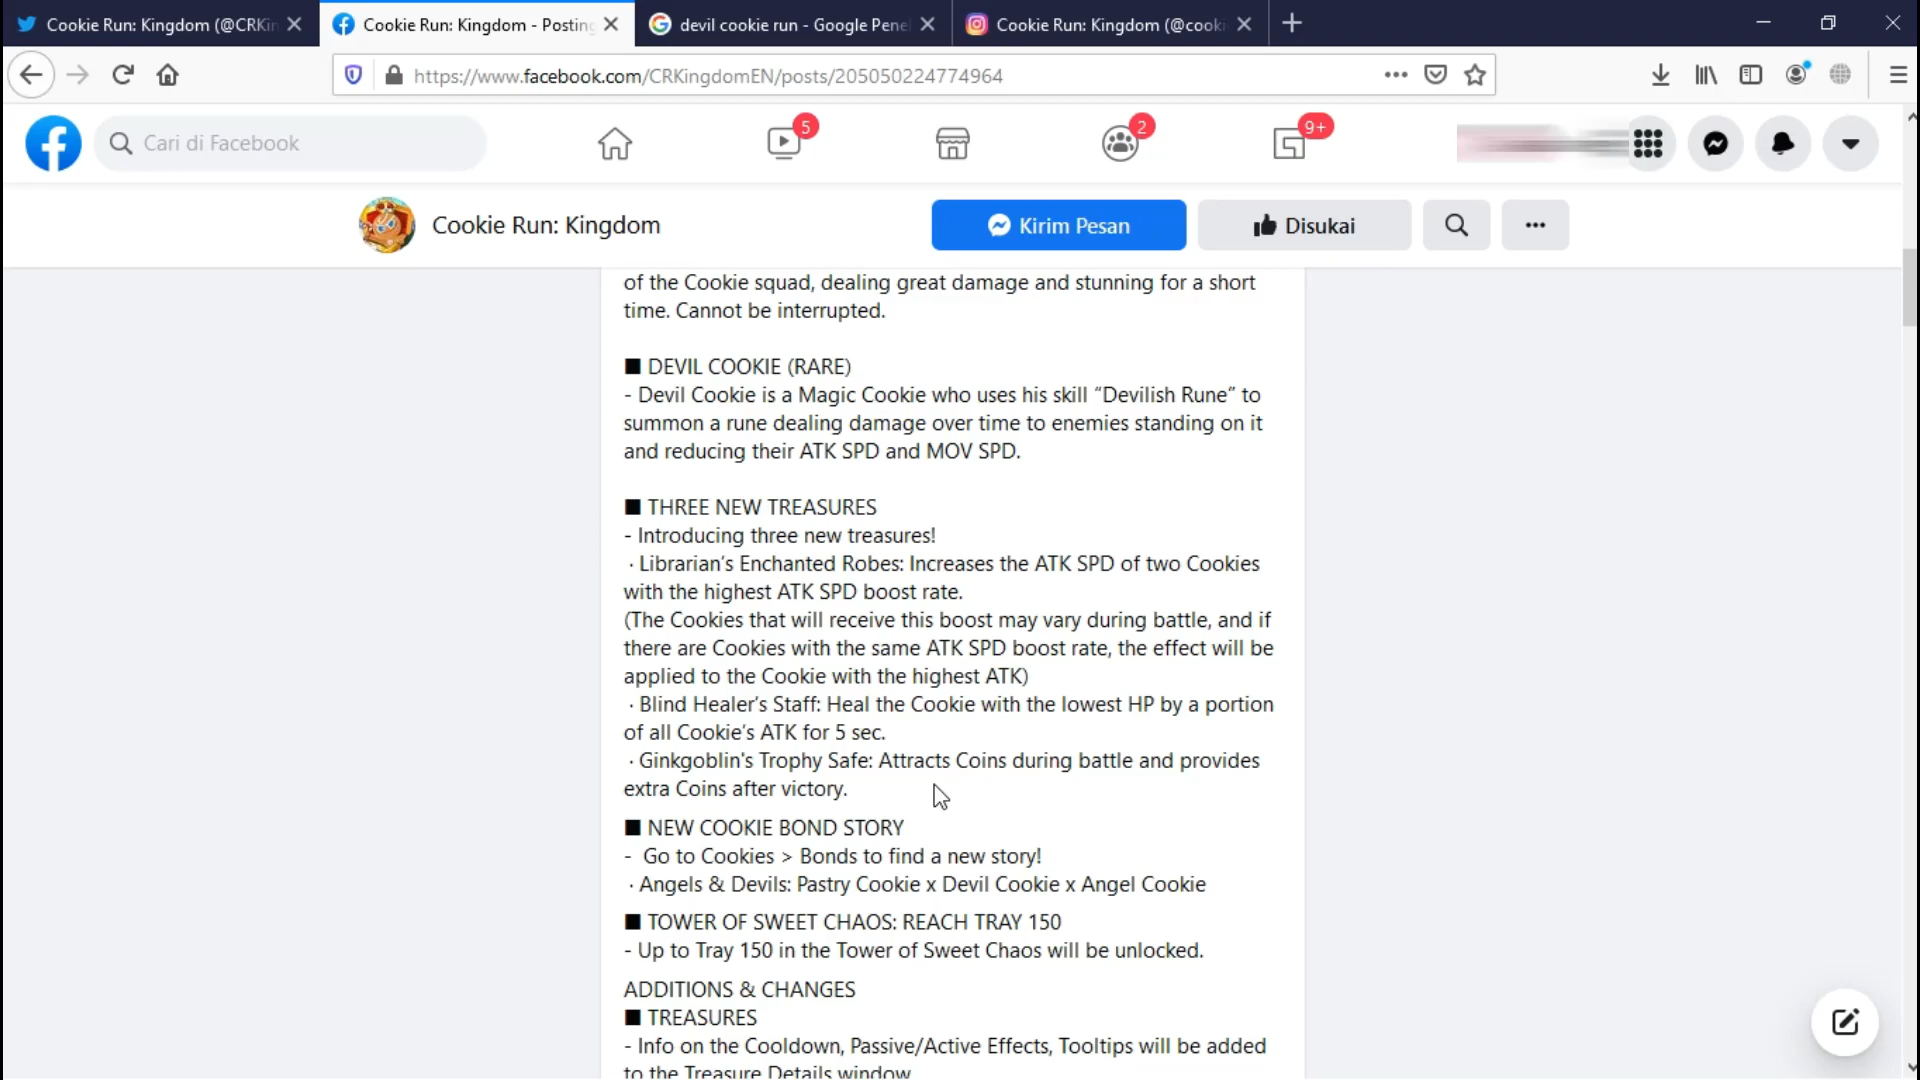 Cookie Run: Kingdom (@CRKin
Cookie Run: Kingdom - Posting
devil cookie run - Google Pene
Cookie Run: Kingdom (@cooki
https://www.facebook.com/CRKingdomEN/posts/205050224774964
Cari di Facebook
5
2
9+
Cookie Run: Kingdom
Kirim Pesan
Disukai
of the Cookie squad, dealing great damage and stunning for a short
time. Cannot be interrupted.
■ DEVIL COOKIE (RARE)
- Devil Cookie is a Magic Cookie who uses his skill “Devilish Rune” to
summon a rune dealing damage over time to enemies standing on it
and reducing their ATK SPD and MOV SPD.
■ THREE NEW TREASURES
- Introducing three new treasures!
· Librarian’s Enchanted Robes: Increases the ATK SPD of two Cookies
with the highest ATK SPD boost rate.
(The Cookies that will receive this boost may vary during battle, and if
there are Cookies with the same ATK SPD boost rate, the effect will be
applied to the Cookie with the highest ATK)
· Blind Healer’s Staff: Heal the Cookie with the lowest HP by a portion
of all Cookie’s ATK for 5 sec.
· Ginkgoblin's Trophy Safe: Attracts Coins during battle and provides
extra Coins after victory.
■ NEW COOKIE BOND STORY
- Go to Cookies > Bonds to find a new story!
· Angels & Devils: Pastry Cookie x Devil Cookie x Angel Cookie
■ TOWER OF SWEET CHAOS: REACH TRAY 150
- Up to Tray 150 in the Tower of Sweet Chaos will be unlocked.
ADDITIONS & CHANGES
■ TREASURES
- Info on the Cooldown, Passive/Active Effects, Tooltips will be added
to the Treasure Details window